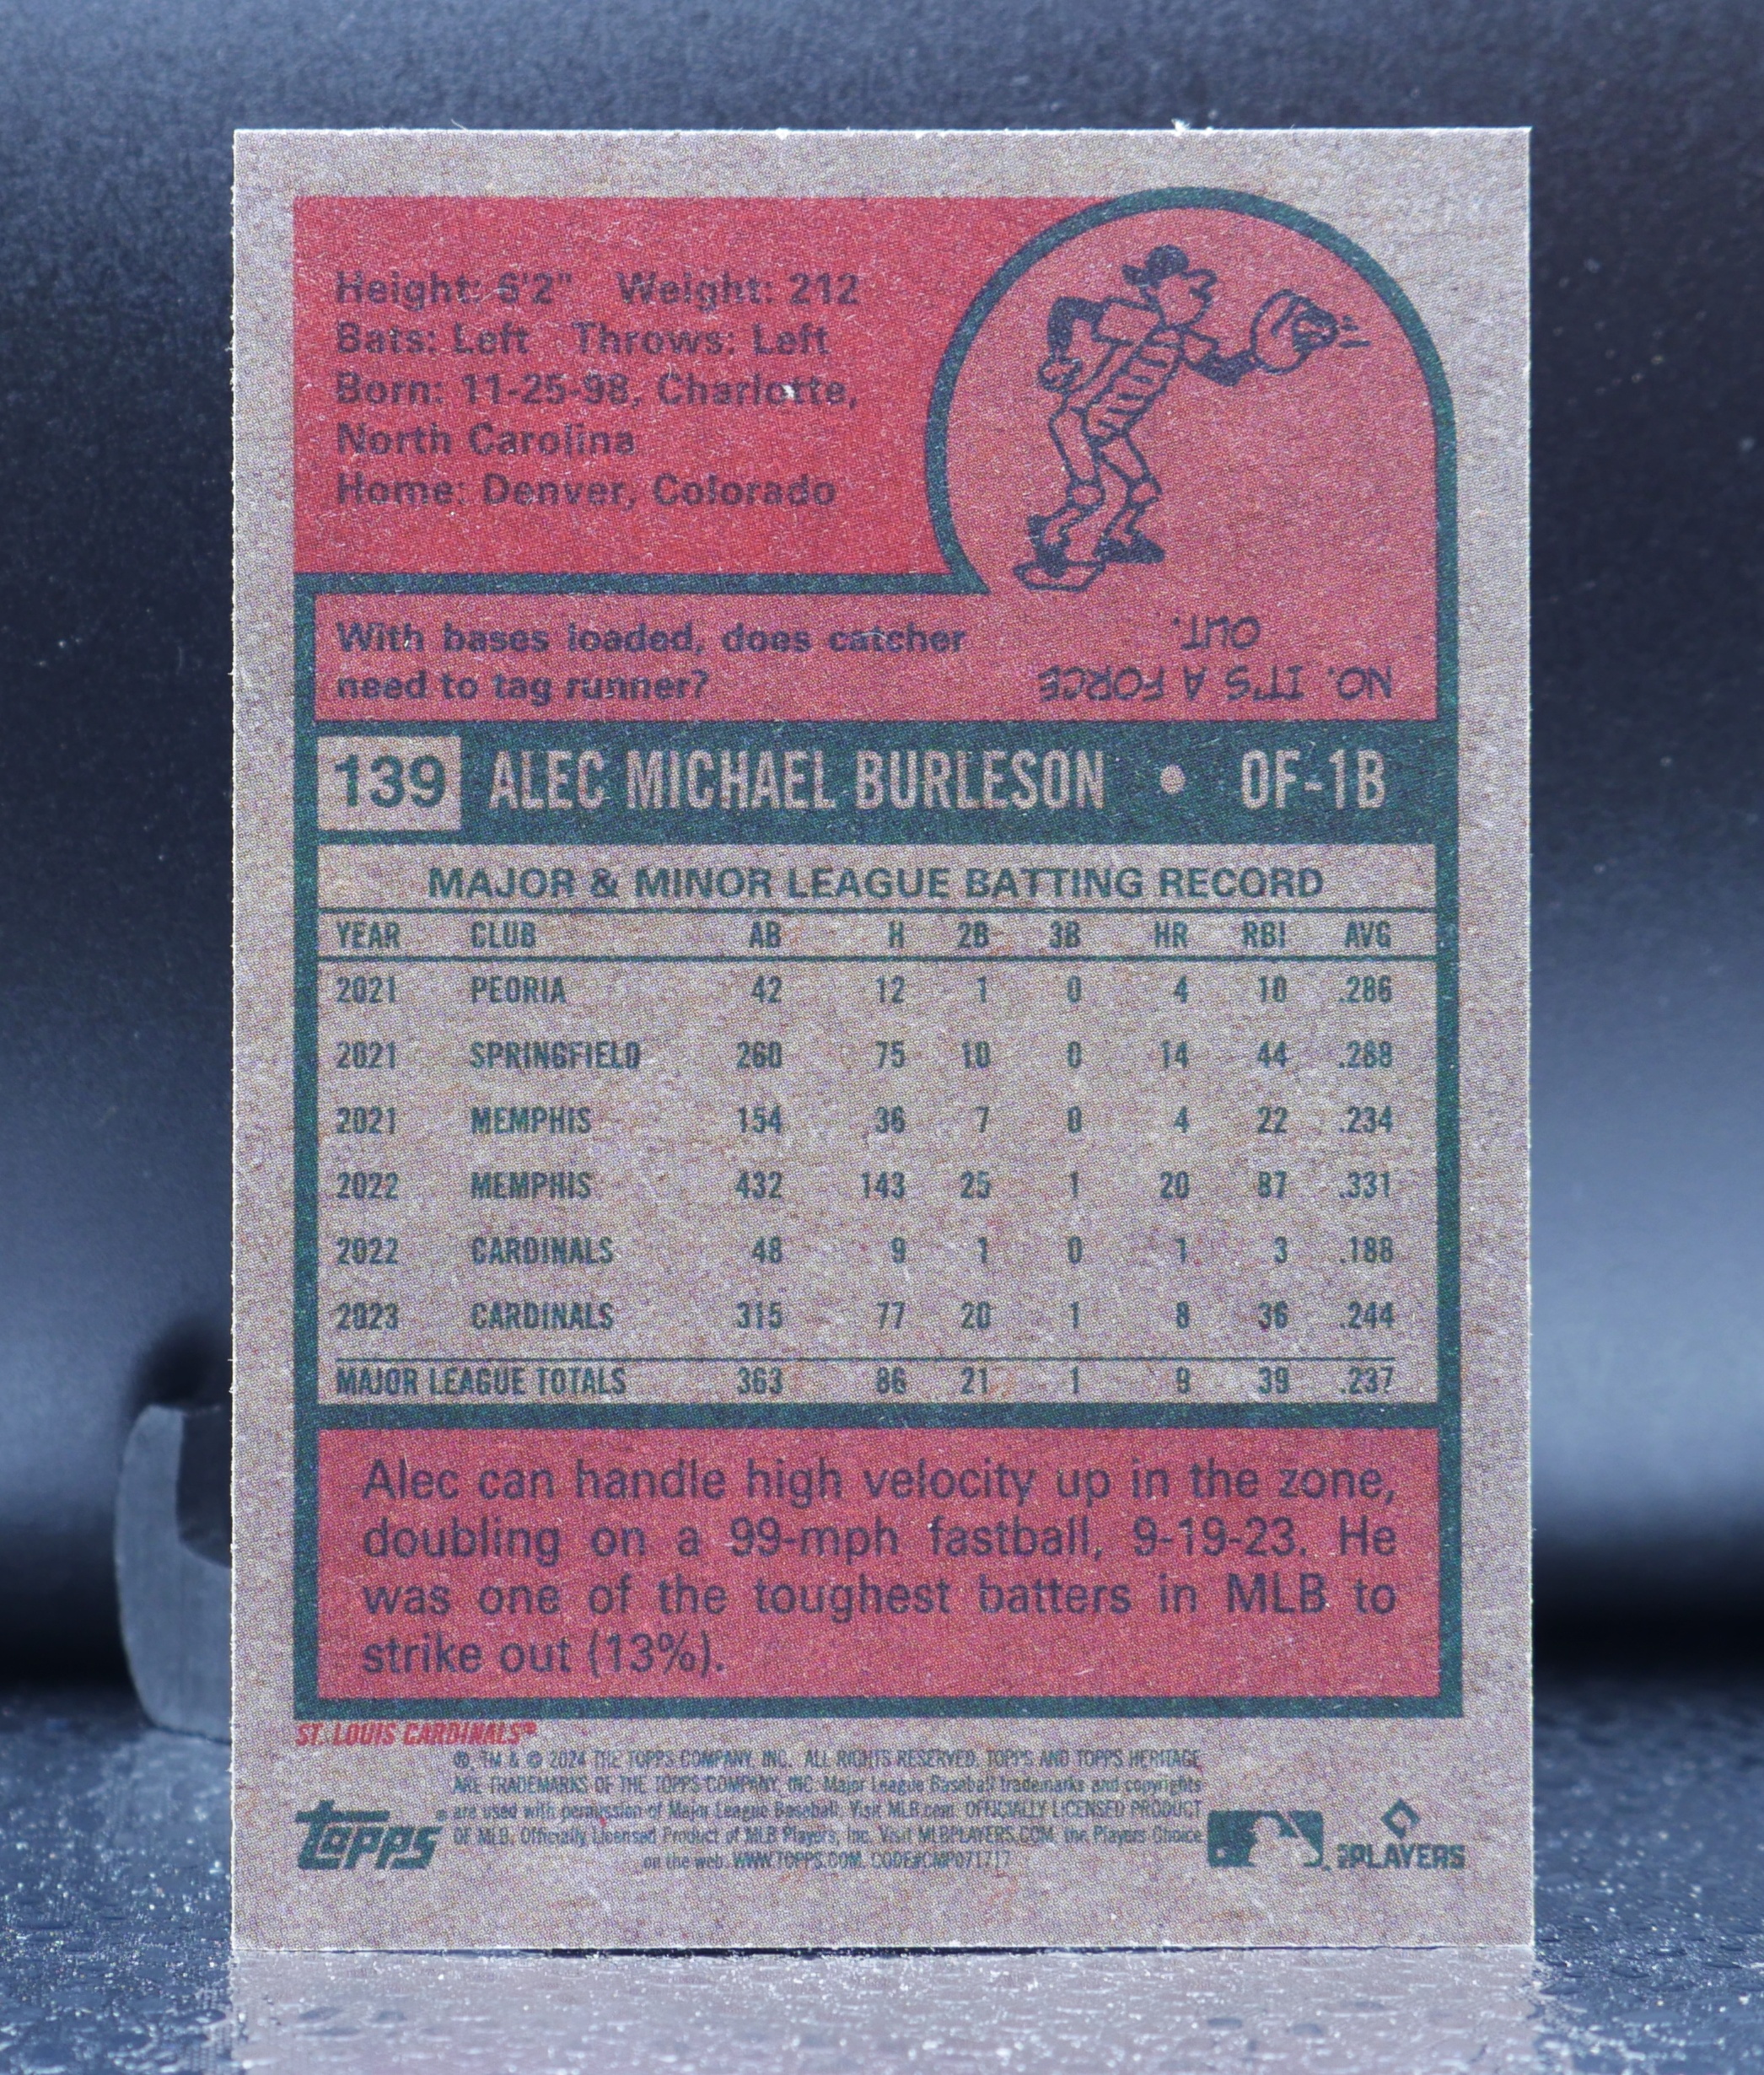 Height: 6'2" Weight: 212
Bats: Left Throws: Left
Born: 11-25-98, Charlotte,
North Carolina
Home: Denver, Colorado
With bases loaded, does catcher
need to tag runner?
NO. IT'S A FORCE
OUT.
139 ALEC MICHAEL BURLESON • OF-1B
MAJOR & MINOR LEAGUE BATTING RECORD
YEAR CLUB AB H 2B 3B HR RBI AVG
2021 PEORIA 42 12 1 0 4 10 .286
2021 SPRINGFIELD 260 75 10 0 14 44 .288
2021 MEMPHIS 154 36 7 0 4 22 .234
2022 MEMPHIS 432 143 25 1 20 87 .331
2022 CARDINALS 48 9 1 0 1 3 .188
2023 CARDINALS 315 77 20 1 8 36 .244
MAJOR LEAGUE TOTALS 363 86 21 1 9 39 .237
Alec can handle high velocity up in the zone,
doubling on a 99-mph fastball, 9-19-23. He
was one of the toughest batters in MLB to
strike out (13%).
ST. LOUIS CARDINALS®
®, TM & © 2024 THE TOPPS COMPANY, INC. ALL RIGHTS RESERVED. TOPPS AND TOPPS HERITAGE
ARE TRADEMARKS OF THE TOPPS COMPANY, INC. Major League Baseball trademarks and copyrights
are used with permission of Major League Baseball. Visit MLB.com. OFFICIALLY LICENSED PRODUCT
OF MLB. Officially Licensed Product of MLB Players, Inc. Visit MLBPLAYERS.COM, the Players Choice
on the web. WWW.TOPPS.COM. CODE#CMP071717
topps®
PLAYERS